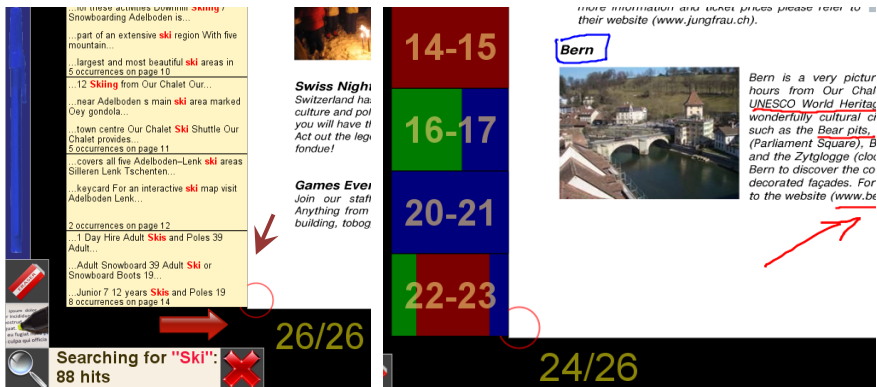 ...for these activities Downhill Skiing /
Snowboarding Adelboden is...
...part of an extensive ski region With five
mountain...
...largest and most beautiful ski areas in
5 occurrences on page 10
...12 Skiing from Our Chalet Our...
...near Adelboden s main ski area marked
Oey gondola...
...town centre Our Chalet Ski Shuttle Our
Chalet provides...
5 occurrences on page 11
...covers all five Adelboden–Lenk ski areas
Silleren Lenk Tschenten...
...keycard For an interactive ski map visit
Adelboden Lenk...
2 occurrences on page 12
...1 Day Hire Adult Skis and Poles 39
Adult...
...Adult Snowboard 39 Adult Ski or
Snowboard Boots 19...
...Junior 7 12 years Skis and Poles 19
8 occurrences on page 14
Searching for "Ski":
88 hits
ERASER
Swiss Nigh
Switzerland ha
culture and pol
you will have t
Act out the leg
fondue!
Games Ever
Join our staf
Anything from
building, tobog
26/26
14-15
16-17
20-21
22-23
more information and ticket prices please refer to
their website (www.jungfrau.ch).
Bern
Bern is a very pictur
hours from Our Chal
UNESCO World Heritag
wonderfully cultural ci
such as the Bear pits,
(Parliament Square), B
and the Zytglogge (cloc
Bern to discover the co
decorated façades. For
to the website (www.be
24/26